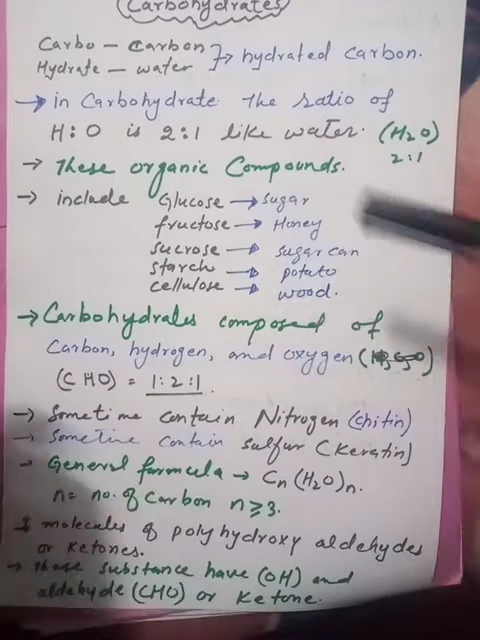 Carbohydrates
Carbo - Carbon
Hydrate - water } → hydrated carbon.
→ in Carbohydrate the ratio of
H:O is 2:1 like water. (H2O)
2:1
→ These organic Compounds.
→ include Glucose → sugar
fructose → Honey
sucrose → sugar can
starch → potato
cellulose → wood.
→ Carbohydrates composed of
Carbon, hydrogen, and oxygen
(CHO) = 1:2:1.
→ Sometime contain Nitrogen (chitin)
→ Sometime contain sulfur (Keratin)
→ General formula → Cn(H2O)n.
n = no. of Carbon n ≥ 3.
molecules of polyhydroxy aldehydes
or Ketones.
→ These substance have (OH) and
aldehyde (CHO) or Ketone.